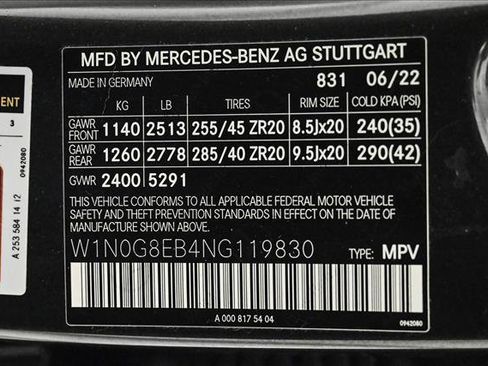 MFD BY MERCEDES-BENZ AG STUTTGART
MADE IN GERMANY 831 06/22
KG LB TIRES RIM SIZE COLD KPA(PSI)
GAWR FRONT 1140 2513 255/45 ZR20 8.5Jx20 240(35)
GAWR REAR 1260 2778 285/40 ZR20 9.5Jx20 290(42)
GVWR 2400 5291
THIS VEHICLE CONFORMS TO ALL APPLICABLE FEDERAL MOTOR VEHICLE
SAFETY AND THEFT PREVENTION STANDARDS IN EFFECT ON THE DATE
OF MANUFACTURE SHOWN ABOVE.
W1N0G8EB4NG119830 TYPE: MPV
A 000 817 54 04 0942080
ENT
3
0942080
A 253 584 14 12